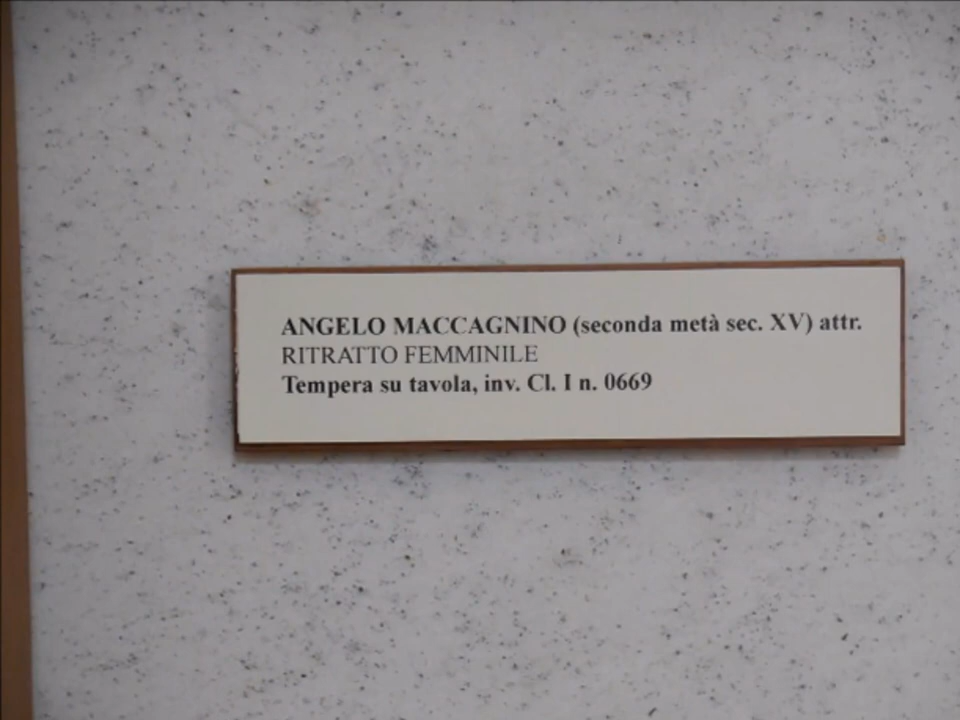 ANGELO MACCAGNINO (seconda metà sec. XV) attr.
RITRATTO FEMMINILE
Tempera su tavola, inv. Cl. I n. 0669